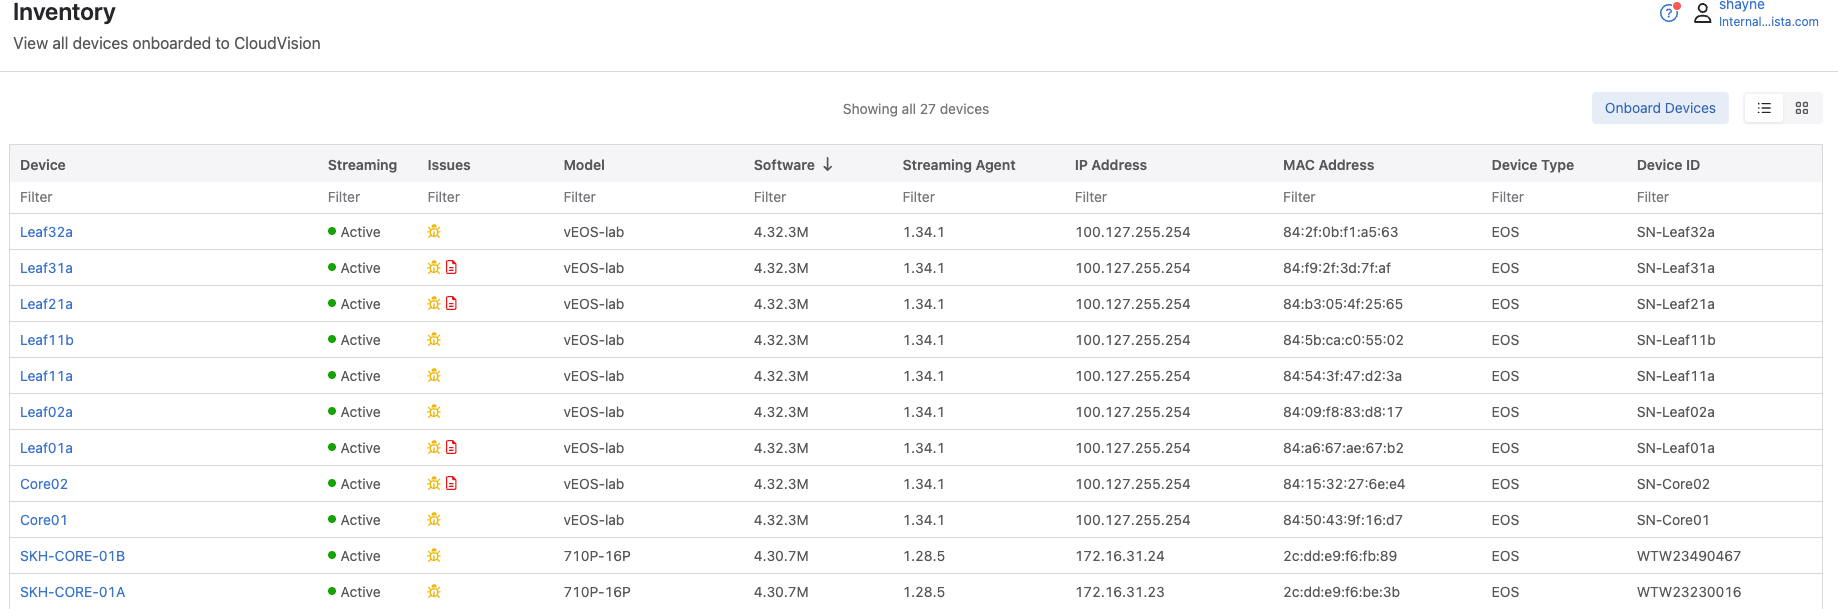 Inventory
View all devices onboarded to CloudVision
shayne
Internal...ista.com
Showing all 27 devices
Onboard Devices
Device Streaming Issues Model Software ↓ Streaming Agent IP Address MAC Address Device Type Device ID
Filter Filter Filter Filter Filter Filter Filter Filter Filter Filter
Leaf32a Active vEOS-lab 4.32.3M 1.34.1 100.127.255.254 84:2f:0b:f1:a5:63 EOS SN-Leaf32a
Leaf31a Active vEOS-lab 4.32.3M 1.34.1 100.127.255.254 84:f9:2f:3d:7f:af EOS SN-Leaf31a
Leaf21a Active vEOS-lab 4.32.3M 1.34.1 100.127.255.254 84:b3:05:4f:25:65 EOS SN-Leaf21a
Leaf11b Active vEOS-lab 4.32.3M 1.34.1 100.127.255.254 84:5b:ca:c0:55:02 EOS SN-Leaf11b
Leaf11a Active vEOS-lab 4.32.3M 1.34.1 100.127.255.254 84:54:3f:47:d2:3a EOS SN-Leaf11a
Leaf02a Active vEOS-lab 4.32.3M 1.34.1 100.127.255.254 84:09:f8:83:d8:17 EOS SN-Leaf02a
Leaf01a Active vEOS-lab 4.32.3M 1.34.1 100.127.255.254 84:a6:67:ae:67:b2 EOS SN-Leaf01a
Core02 Active vEOS-lab 4.32.3M 1.34.1 100.127.255.254 84:15:32:27:6e:e4 EOS SN-Core02
Core01 Active vEOS-lab 4.32.3M 1.34.1 100.127.255.254 84:50:43:9f:16:d7 EOS SN-Core01
SKH-CORE-01B Active 710P-16P 4.30.7M 1.28.5 172.16.31.24 2c:dd:e9:f6:fb:89 EOS WTW23490467
SKH-CORE-01A Active 710P-16P 4.30.7M 1.28.5 172.16.31.23 2c:dd:e9:f6:be:3b EOS WTW23230016